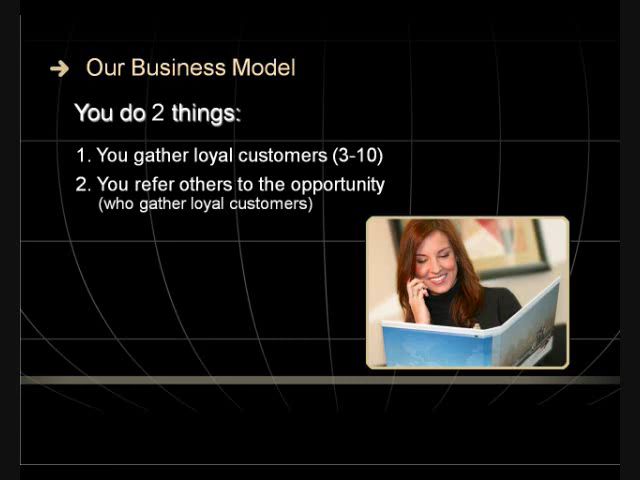 Our Business Model
You do 2 things:
1. You gather loyal customers (3-10)
2. You refer others to the opportunity
(who gather loyal customers)